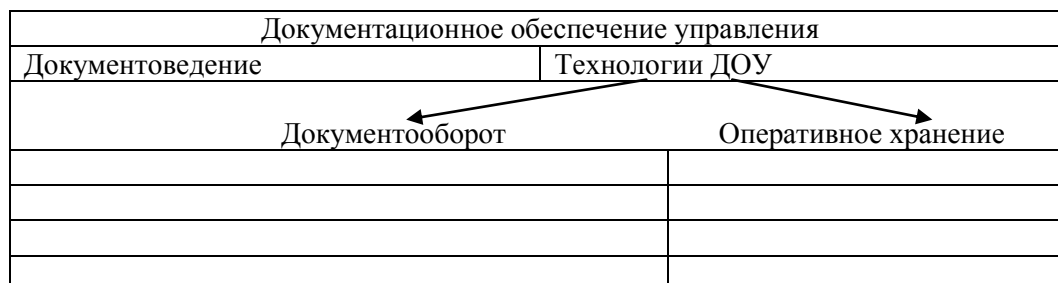 Документационное обеспечение управления
Документоведение Технологии ДОУ
Документооборот Оперативное хранение